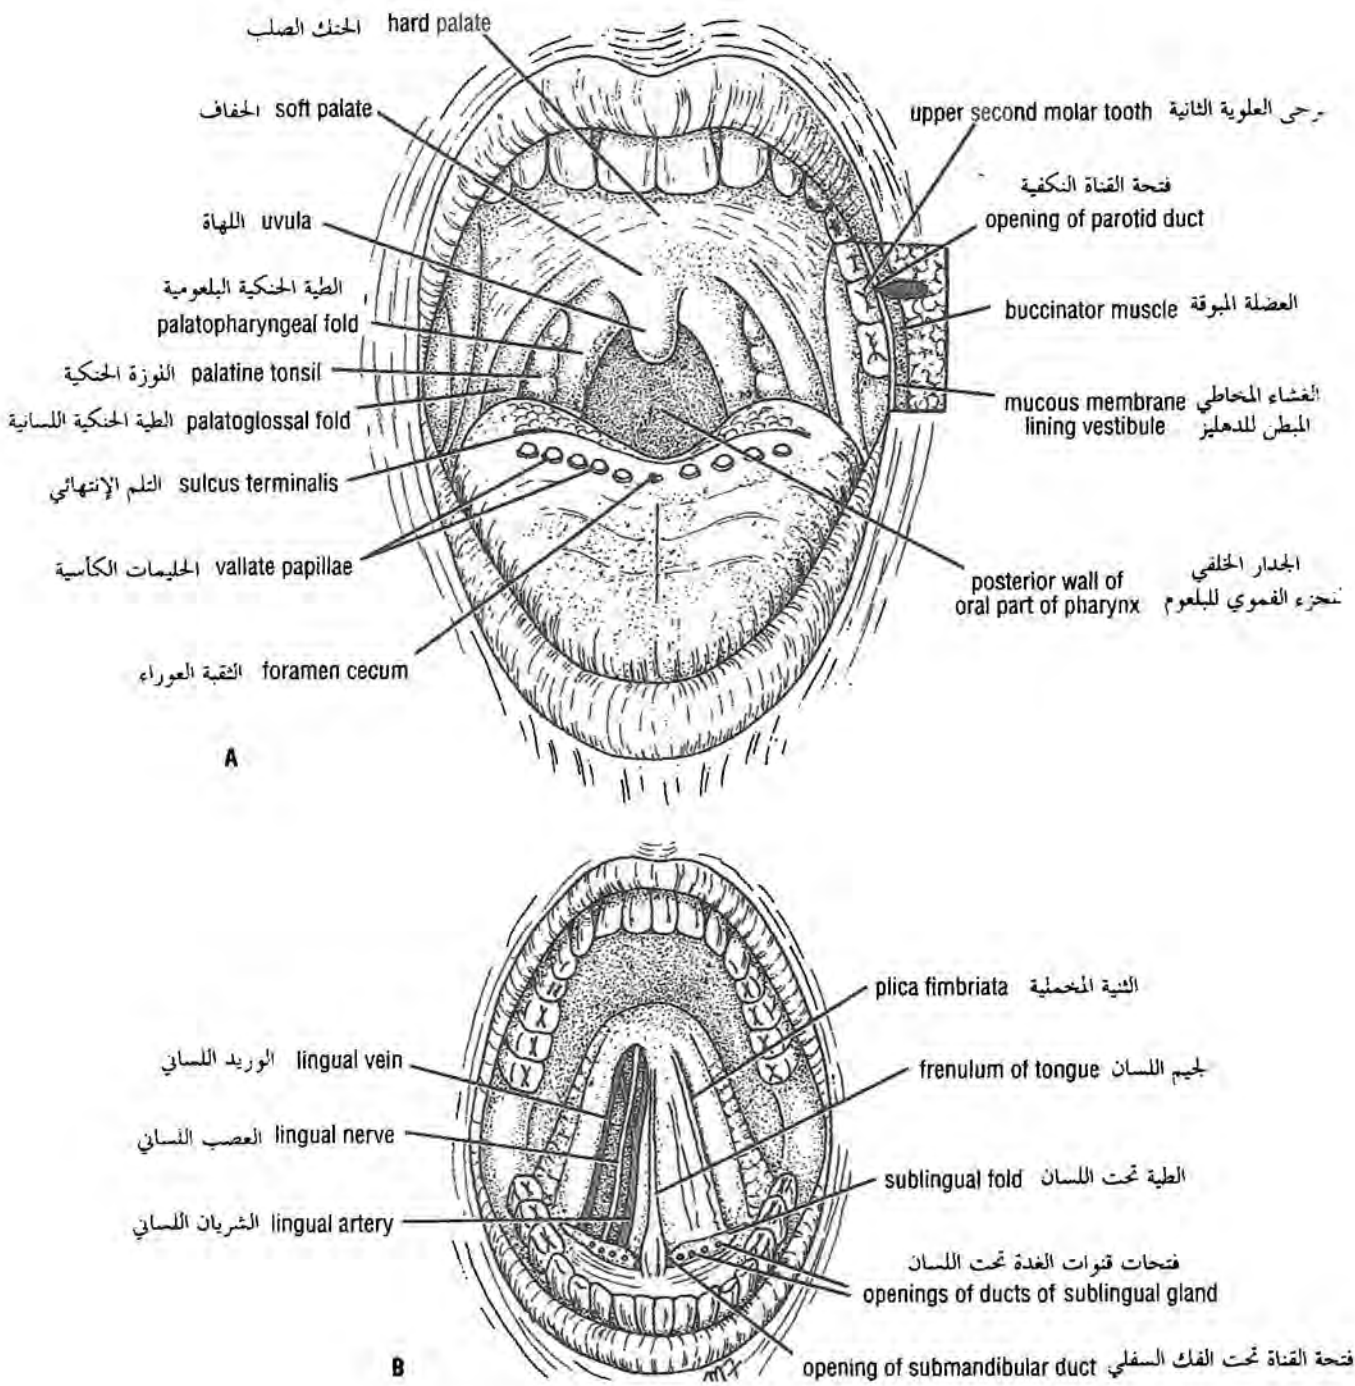 الحنك الصلب hard palate
الحفاف soft palate
اللهاة uvula
الطية الحنكية البلعومية
palatopharyngeal fold
اللوزة الحنكية palatine tonsil
الطية الحنكية اللسانية palatoglossal fold
التلم الإنتهائي sulcus terminalis
الحليمات الكأسية vallate papillae
الثقبة العوراء foramen cecum
upper second molar tooth رحى العلوية الثانية
فتحة القناة النكفية
opening of parotid duct
buccinator muscle العضلة المبوقة
mucous membrane الغشاء المخاطي
lining vestibule المبطن للدهليز
posterior wall of الجدار الخلفي
oral part of pharynx الفموي للبلعوم
A
plica fimbriata الثنية المخملية
frenulum of tongue لجيم اللسان
lingual vein الوريد اللساني
lingual nerve العصب اللساني
lingual artery الشريان اللساني
sublingual fold الطية تحت اللسان
فتحات قنوات الغدة تحت اللسان
openings of ducts of sublingual gland
opening of submandibular duct فتحة القناة تحت الفك السفلي
B